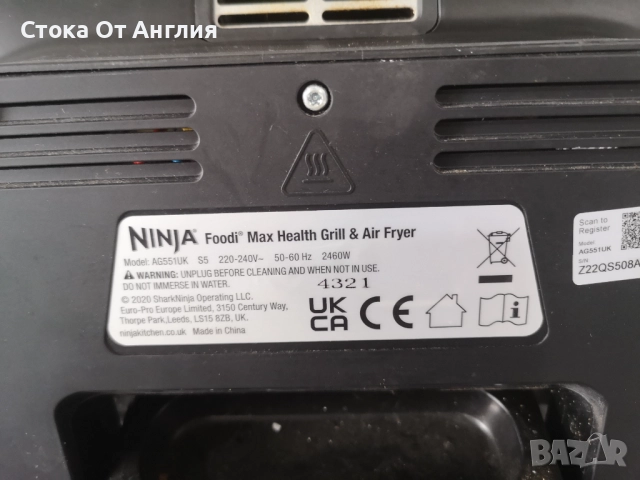 Стока От Англия
NINJA® Foodi® Max Health Grill & Air Fryer
Model: AG551UK S5 220-240V~ 50-60 Hz 2460W
WARNING: UNPLUG BEFORE CLEANING AND WHEN NOT IN USE.
DO NOT IMMERSE IN WATER.
4321
© 2020 SharkNinja Operating LLC.
Euro-Pro Europe Limited, 3150 Century Way,
Thorpe Park, Leeds, LS15 8ZB, UK.
ninjakitchen.co.uk Made in China
UK
CA CE
i
Scan to
Register
Model:
AG551UK
S/N:
Z22QS508A
BAZAR